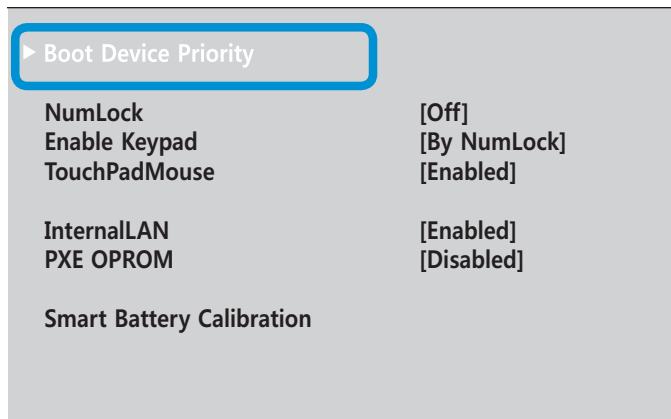 Boot Device Priority
NumLock [Off]
Enable Keypad [By NumLock]
TouchPadMouse [Enabled]
InternalLAN [Enabled]
PXE OPROM [Disabled]
Smart Battery Calibration